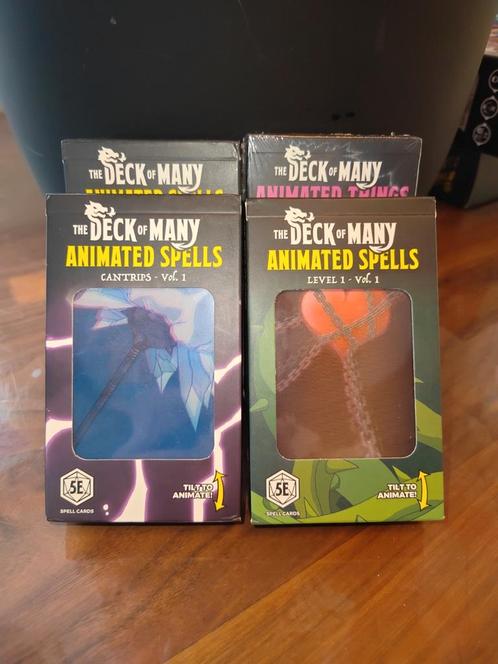 THE DECK OF MANY
ANIMATED SPELLS
THE DECK OF MANY
ANIMATED THINGS
THE DECK OF MANY
ANIMATED SPELLS
CANTRIPS - Vol. 1
5E
SPELL CARDS
TILT TO
ANIMATE!
THE DECK OF MANY
ANIMATED SPELLS
LEVEL 1 - Vol. 1
5E
SPELL CARDS
TILT TO
ANIMATE!